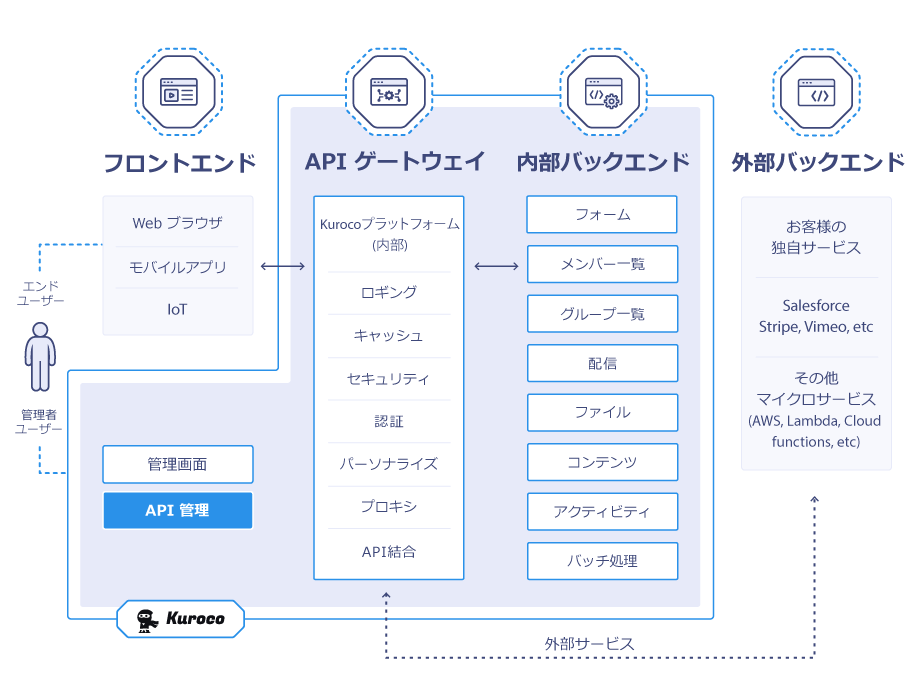 フロントエンド
Web ブラウザ
モバイルアプリ
IoT
エンド
ユーザー
管理者
ユーザー
管理画面
API 管理
API ゲートウェイ
Kurocoプラットフォーム
(内部)
ロギング
キャッシュ
セキュリティ
認証
パーソナライズ
プロキシ
API結合
内部バックエンド
フォーム
メンバー一覧
グループ一覧
配信
ファイル
コンテンツ
アクティビティ
バッチ処理
外部バックエンド
お客様の
独自サービス
Salesforce
Stripe, Vimeo, etc
その他
マイクロサービス
(AWS, Lambda, Cloud
functions, etc)
Kuroco
外部サービス